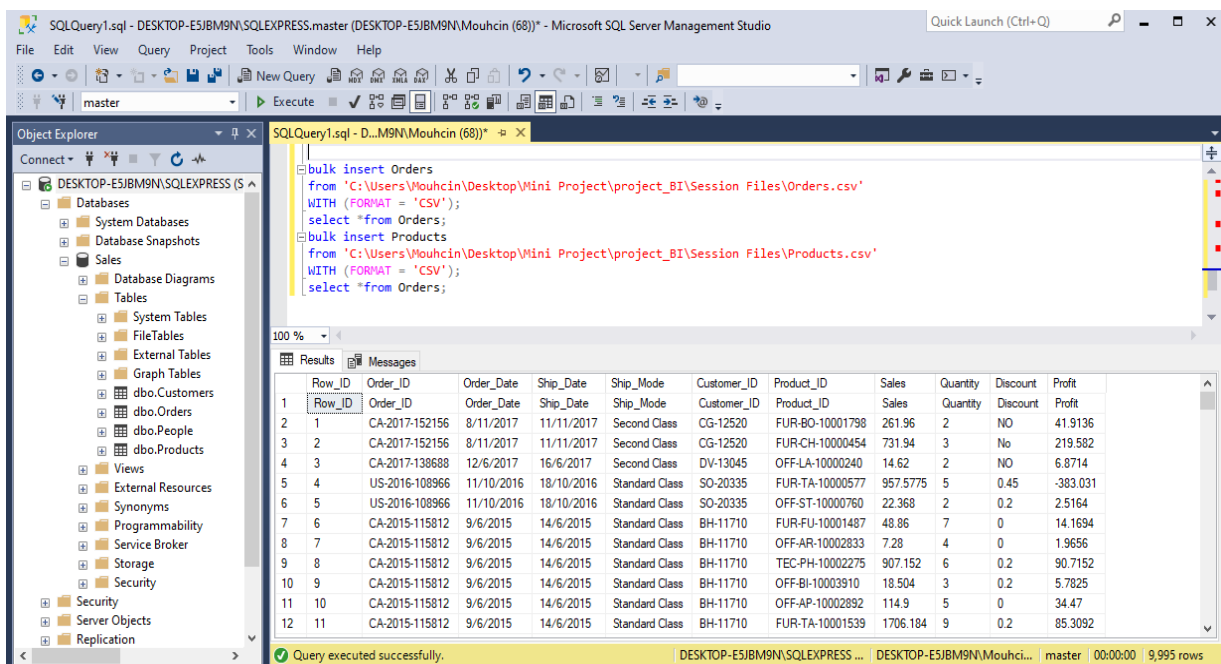 SQLQuery1.sql - DESKTOP-E5JBM9N\SQLEXPRESS.master (DESKTOP-E5JBM9N\Mouhcin (68))* - Microsoft SQL Server Management Studio
Quick Launch (Ctrl+Q)
File Edit View Query Project Tools Window Help
New Query MDX DMX XMLA DAX
master Execute
Object Explorer
Connect
DESKTOP-E5JBM9N\SQLEXPRESS (S
Databases
System Databases
Database Snapshots
Sales
Database Diagrams
Tables
System Tables
FileTables
External Tables
Graph Tables
dbo.Customers
dbo.Orders
dbo.People
dbo.Products
Views
External Resources
Synonyms
Programmability
Service Broker
Storage
Security
Security
Server Objects
Replication
SQLQuery1.sql - D...M9N\Mouhcin (68))*
bulk insert Orders
from 'C:\Users\Mouhcin\Desktop\Mini Project\project_BI\Session Files\Orders.csv'
WITH (FORMAT = 'CSV');
select *from Orders;
bulk insert Products
from 'C:\Users\Mouhcin\Desktop\Mini Project\project_BI\Session Files\Products.csv'
WITH (FORMAT = 'CSV');
select *from Orders;
100 %
Results Messages
Row_ID Order_ID Order_Date Ship_Date Ship_Mode Customer_ID Product_ID Sales Quantity Discount Profit
1 Row_ID Order_ID Order_Date Ship_Date Ship_Mode Customer_ID Product_ID Sales Quantity Discount Profit
2 1 CA-2017-152156 8/11/2017 11/11/2017 Second Class CG-12520 FUR-BO-10001798 261.96 2 NO 41.9136
3 2 CA-2017-152156 8/11/2017 11/11/2017 Second Class CG-12520 FUR-CH-10000454 731.94 3 No 219.582
4 3 CA-2017-138688 12/6/2017 16/6/2017 Second Class DV-13045 OFF-LA-10000240 14.62 2 NO 6.8714
5 4 US-2016-108966 11/10/2016 18/10/2016 Standard Class SO-20335 FUR-TA-10000577 957.5775 5 0.45 -383.031
6 5 US-2016-108966 11/10/2016 18/10/2016 Standard Class SO-20335 OFF-ST-10000760 22.368 2 0.2 2.5164
7 6 CA-2015-115812 9/6/2015 14/6/2015 Standard Class BH-11710 FUR-FU-10001487 48.86 7 0 14.1694
8 7 CA-2015-115812 9/6/2015 14/6/2015 Standard Class BH-11710 OFF-AR-10002833 7.28 4 0 1.9656
9 8 CA-2015-115812 9/6/2015 14/6/2015 Standard Class BH-11710 TEC-PH-10002275 907.152 6 0.2 90.7152
10 9 CA-2015-115812 9/6/2015 14/6/2015 Standard Class BH-11710 OFF-BI-10003910 18.504 3 0.2 5.7825
11 10 CA-2015-115812 9/6/2015 14/6/2015 Standard Class BH-11710 OFF-AP-10002892 114.9 5 0 34.47
12 11 CA-2015-115812 9/6/2015 14/6/2015 Standard Class BH-11710 FUR-TA-10001539 1706.184 9 0.2 85.3092
Query executed successfully. DESKTOP-E5JBM9N\SQLEXPRESS ... DESKTOP-E5JBM9N\Mouhci... master 00:00:00 9,995 rows